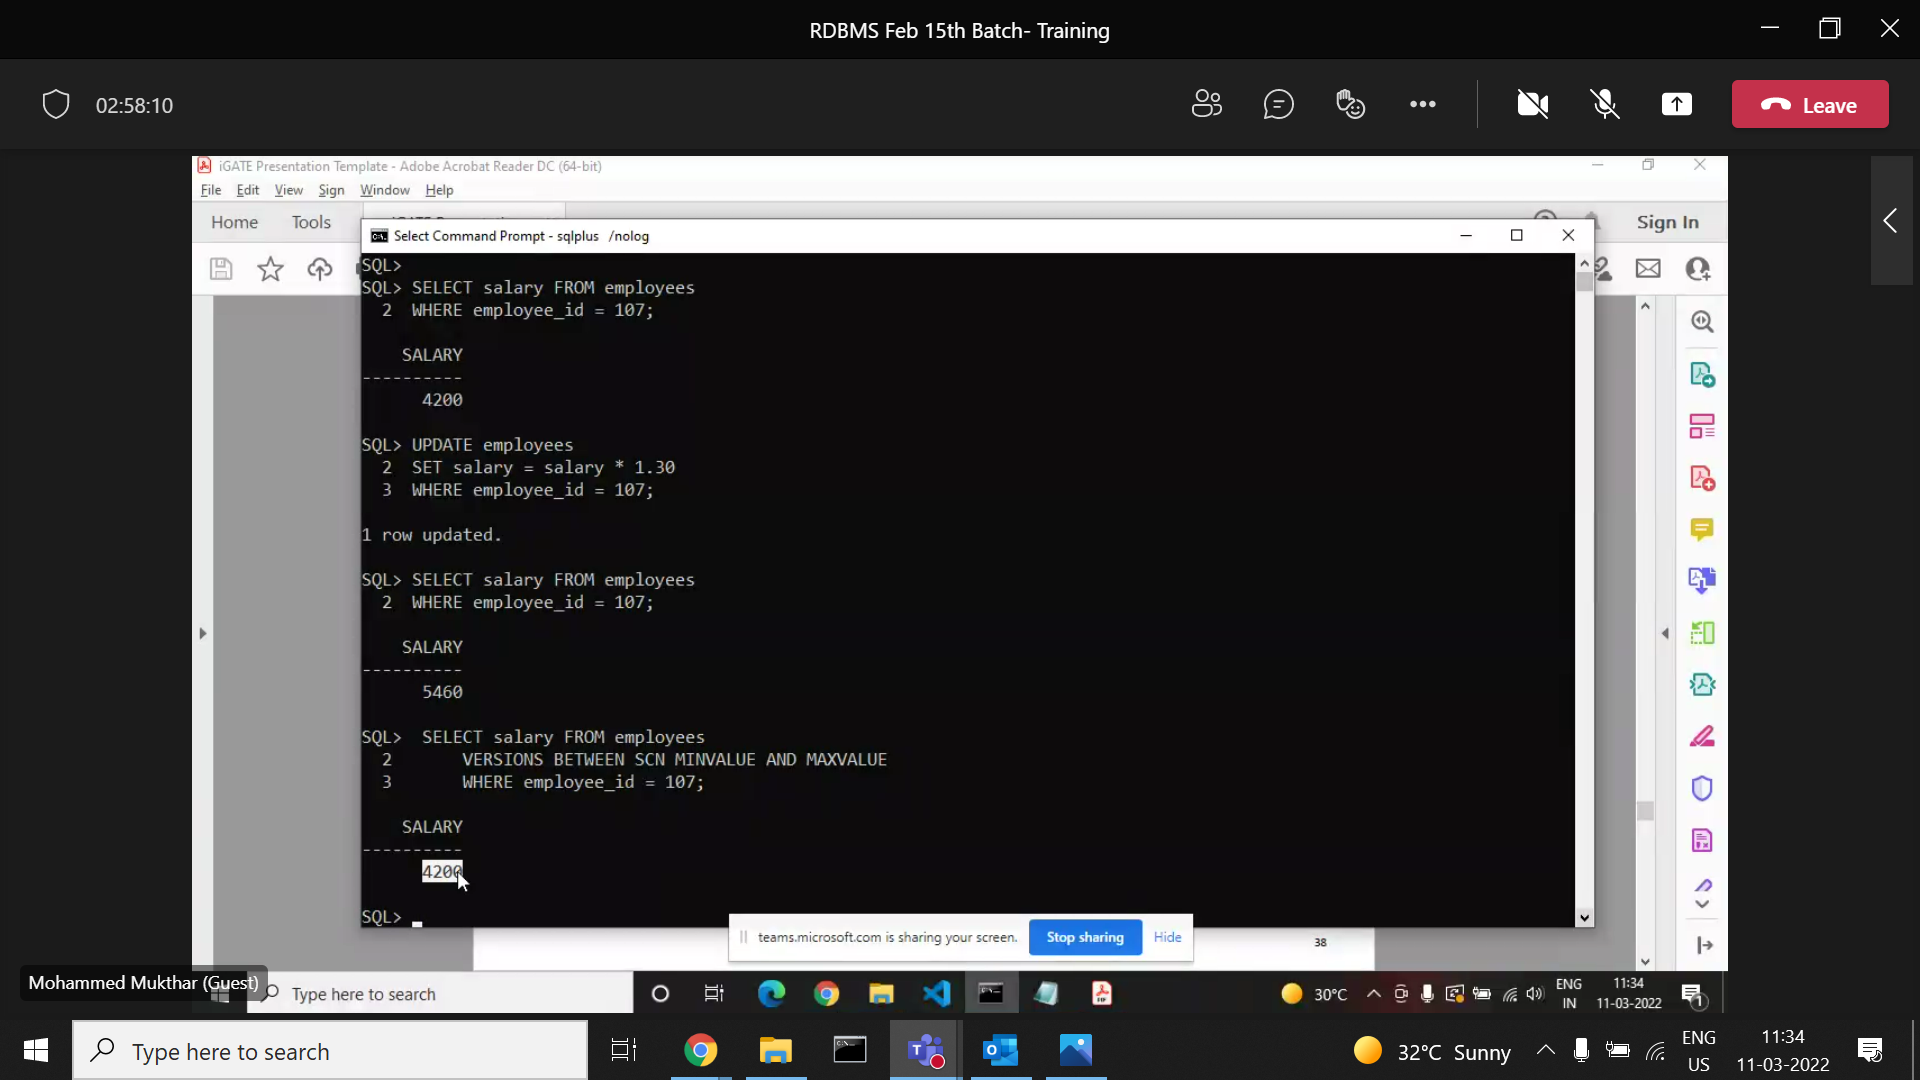 RDBMS Feb 15th Batch- Training
02:58:10
Leave
iGATE Presentation Template - Adobe Acrobat Reader DC (64-bit)
File Edit View Sign Window Help
Home Tools
Sign In
Select Command Prompt - sqlplus /nolog
SQL>
SQL> SELECT salary FROM employees
2 WHERE employee_id = 107;
SALARY
----------
4200
SQL> UPDATE employees
2 SET salary = salary * 1.30
3 WHERE employee_id = 107;
1 row updated.
SQL> SELECT salary FROM employees
2 WHERE employee_id = 107;
SALARY
----------
5460
SQL> SELECT salary FROM employees
2 VERSIONS BETWEEN SCN MINVALUE AND MAXVALUE
3 WHERE employee_id = 107;
SALARY
----------
4200
SQL>
teams.microsoft.com is sharing your screen. Stop sharing Hide
38
Mohammed Mukthar (Guest)
Type here to search
30°C
ENG
IN
11:34
11-03-2022
1
Type here to search
32°C Sunny
ENG
US
11:34
11-03-2022